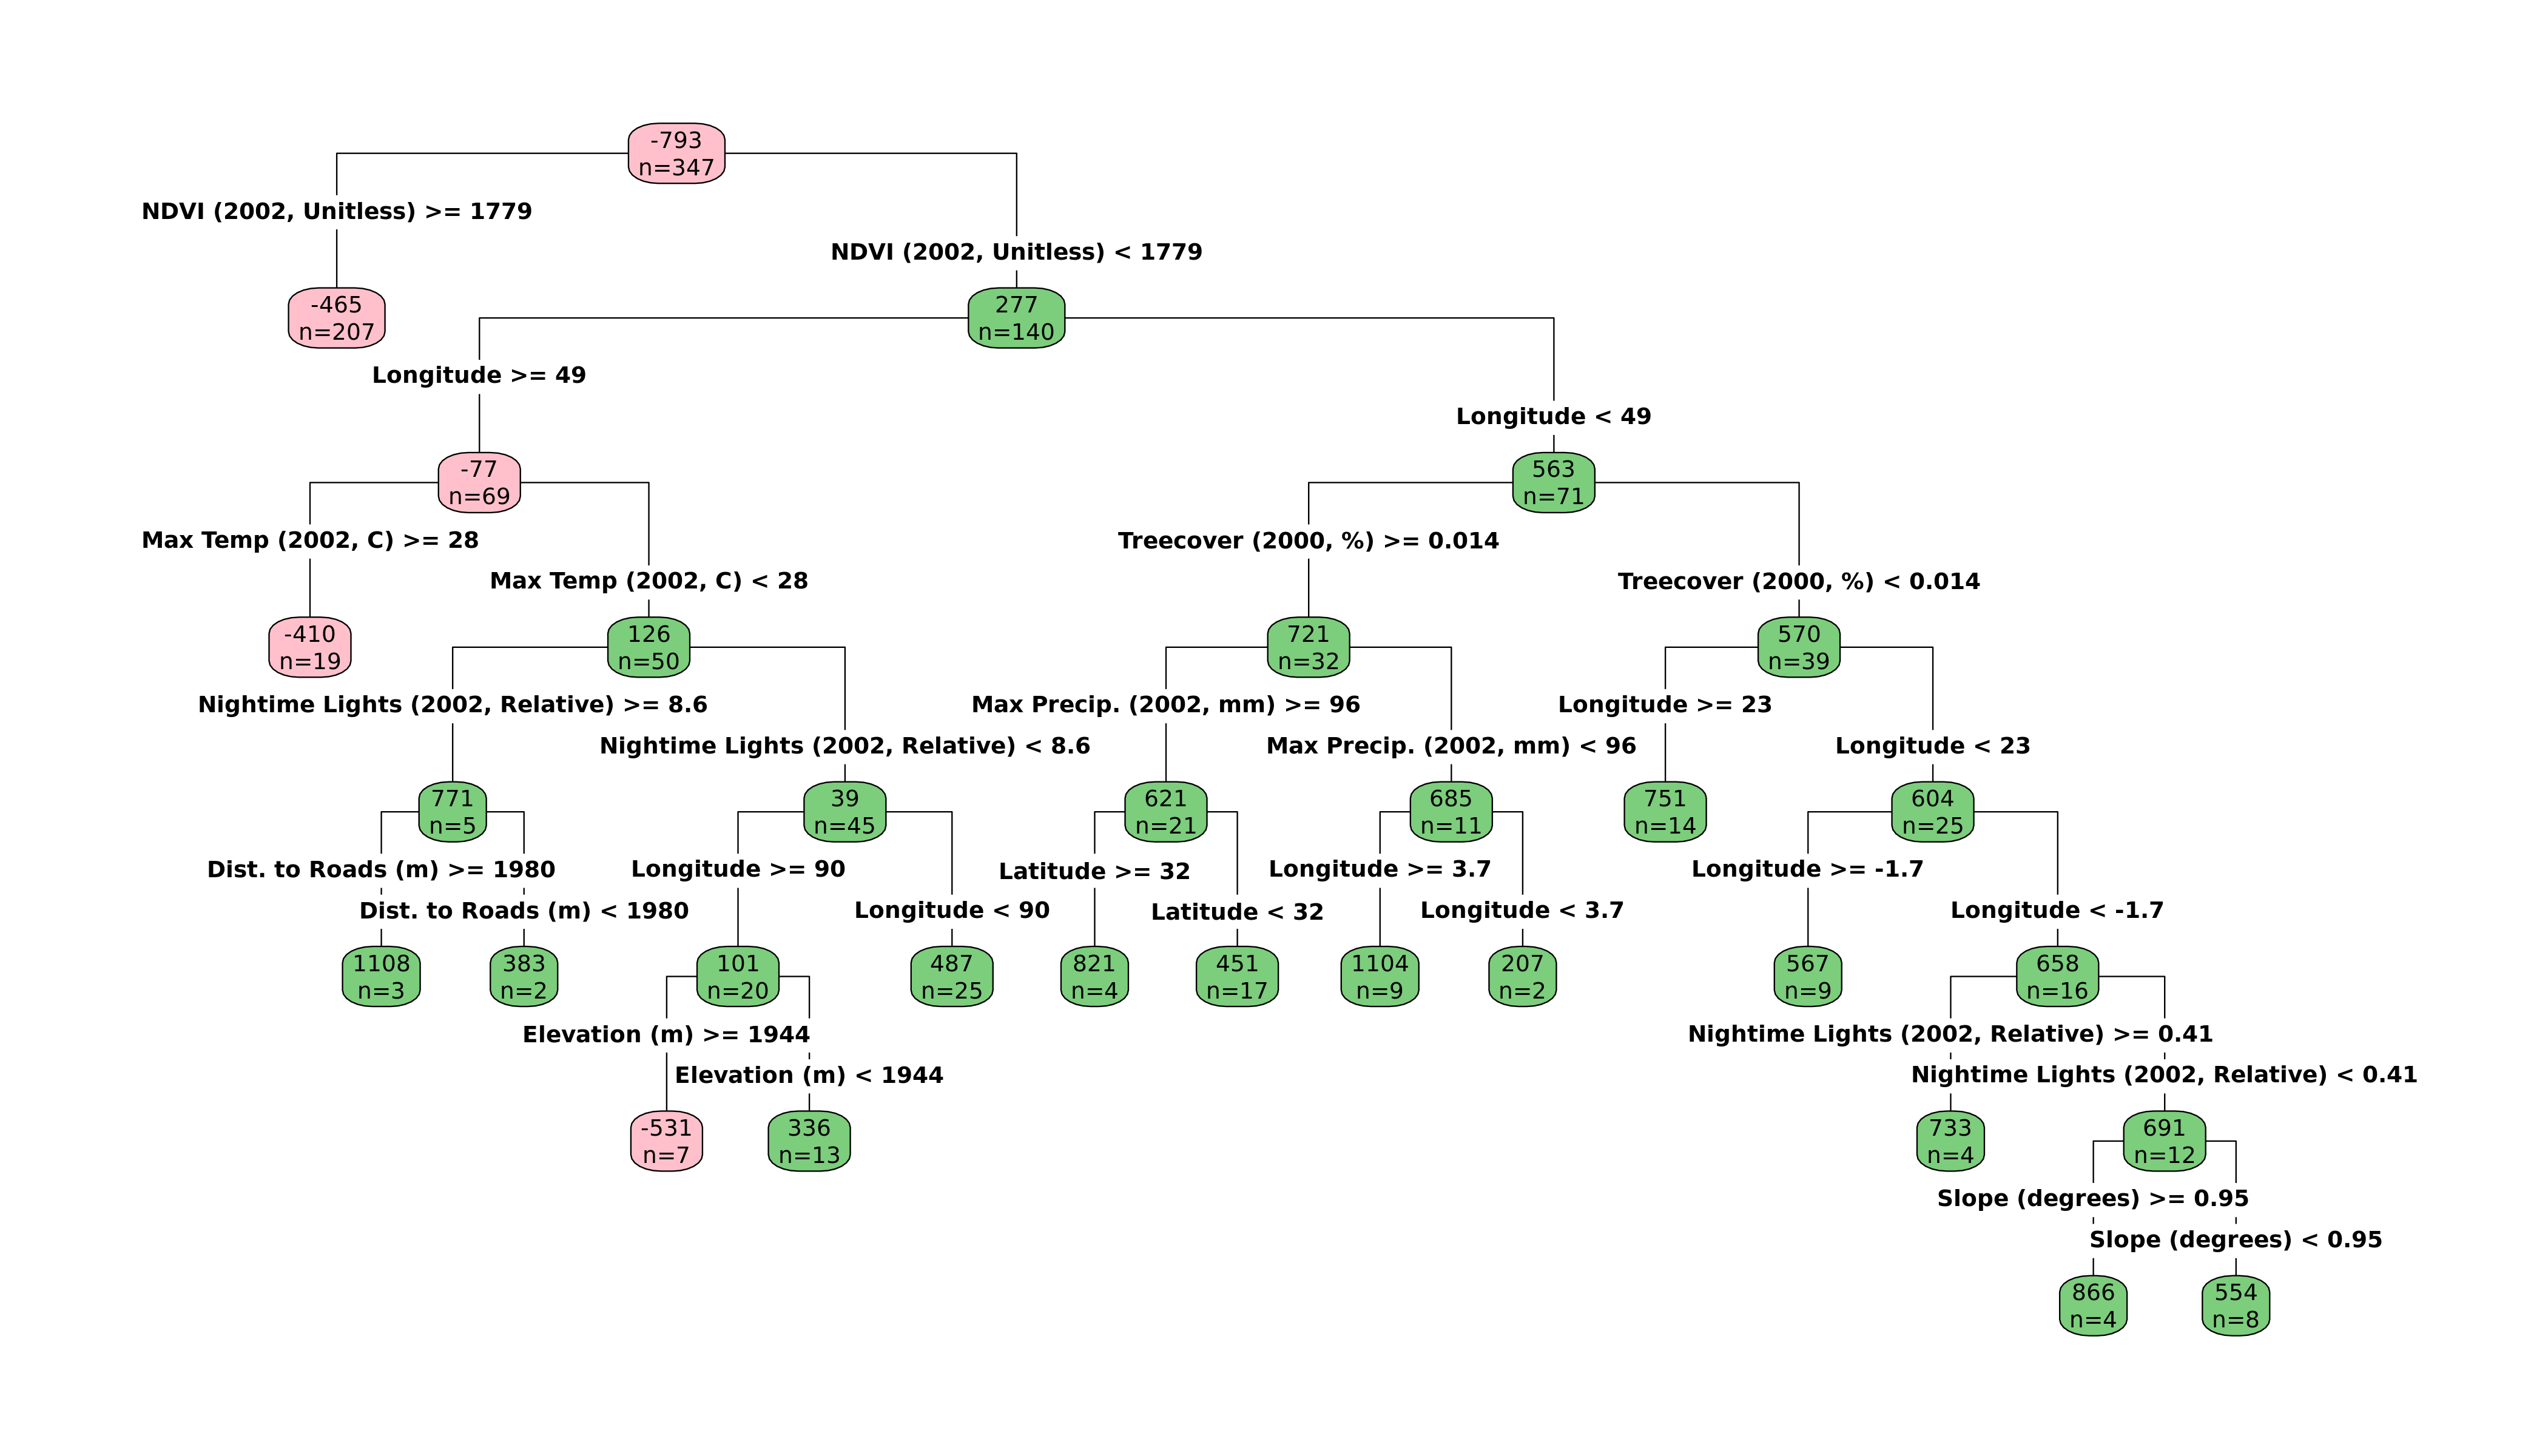 -793
n=347
NDVI (2002, Unitless) >= 1779
NDVI (2002, Unitless) < 1779
-465
n=207
277
n=140
Longitude >= 49
Longitude < 49
-77
n=69
563
n=71
Max Temp (2002, C) >= 28
Treecover (2000, %) >= 0.014
Max Temp (2002, C) < 28
Treecover (2000, %) < 0.014
-410
n=19
126
n=50
721
n=32
570
n=39
Nightime Lights (2002, Relative) >= 8.6
Max Precip. (2002, mm) >= 96
Longitude >= 23
Nightime Lights (2002, Relative) < 8.6
Max Precip. (2002, mm) < 96
Longitude < 23
771
n=5
39
n=45
621
n=21
685
n=11
751
n=14
604
n=25
Dist. to Roads (m) >= 1980
Longitude >= 90
Latitude >= 32
Longitude >= 3.7
Longitude >= -1.7
Dist. to Roads (m) < 1980
Longitude < 90
Latitude < 32
Longitude < 3.7
Longitude < -1.7
1108
n=3
383
n=2
101
n=20
487
n=25
821
n=4
451
n=17
1104
n=9
207
n=2
567
n=9
658
n=16
Elevation (m) >= 1944
Nightime Lights (2002, Relative) >= 0.41
Elevation (m) < 1944
Nightime Lights (2002, Relative) < 0.41
-531
n=7
336
n=13
733
n=4
691
n=12
Slope (degrees) >= 0.95
Slope (degrees) < 0.95
866
n=4
554
n=8